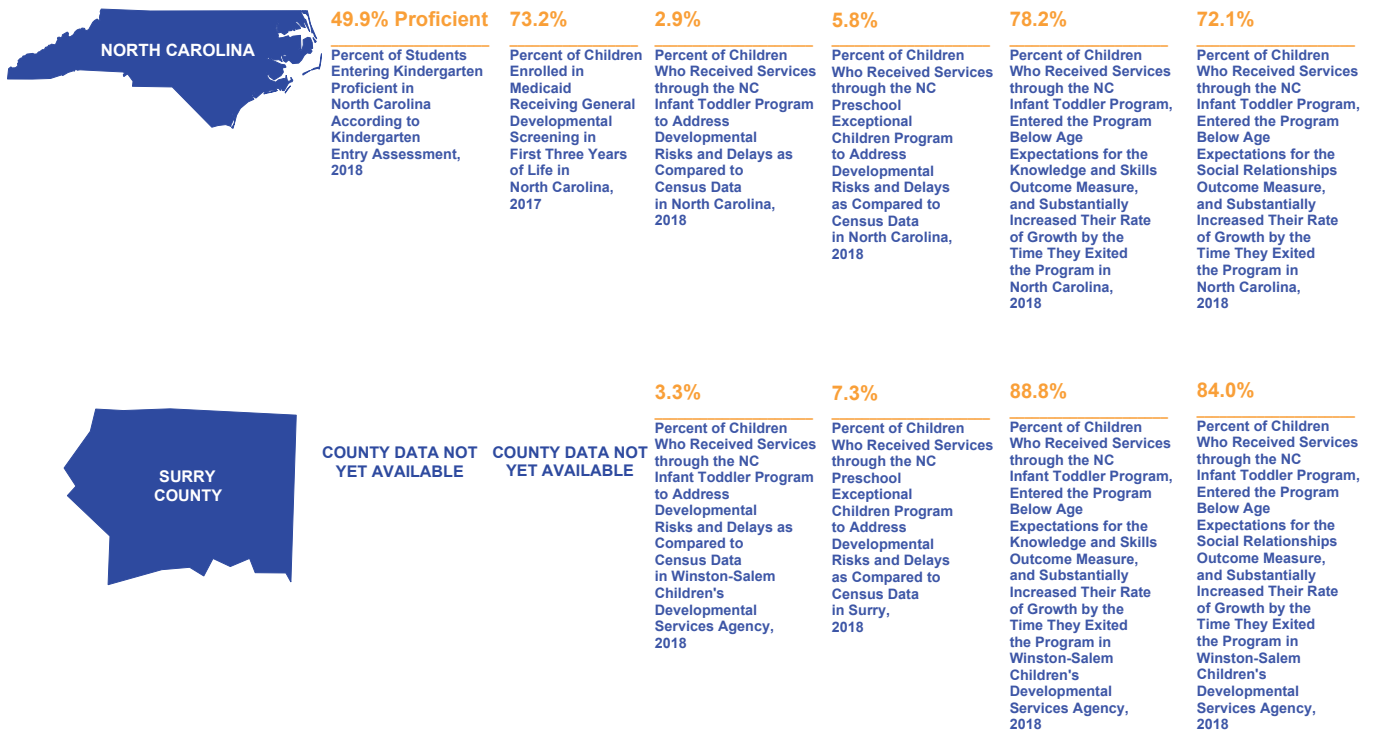 NORTH CAROLINA
49.9% Proficient
Percent of Students
Entering Kindergarten
Proficient in
North Carolina
According to
Kindergarten
Entry Assessment,
2018
73.2%
Percent of Children
Enrolled in
Medicaid
Receiving General
Developmental
Screening in
First Three Years
of Life in
North Carolina,
2017
2.9%
Percent of Children
Who Received Services
through the NC
Infant Toddler Program
to Address
Developmental
Risks and Delays as
Compared to
Census Data
in North Carolina,
2018
5.8%
Percent of Children
Who Received Services
through the NC
Preschool
Exceptional
Children Program
to Address
Developmental
Risks and Delays
as Compared to
Census Data
in North Carolina,
2018
78.2%
Percent of Children
Who Received Services
through the NC
Infant Toddler Program,
Entered the Program
Below Age
Expectations for the
Knowledge and Skills
Outcome Measure,
and Substantially
Increased Their Rate
of Growth by the
Time They Exited
the Program in
North Carolina,
2018
72.1%
Percent of Children
Who Received Services
through the NC
Infant Toddler Program,
Entered the Program
Below Age
Expectations for the
Social Relationships
Outcome Measure,
and Substantially
Increased Their Rate
of Growth by the
Time They Exited
the Program in
North Carolina,
2018
SURRY
COUNTY
COUNTY DATA NOT
YET AVAILABLE
COUNTY DATA NOT
YET AVAILABLE
3.3%
Percent of Children
Who Received Services
through the NC
Infant Toddler Program
to Address
Developmental
Risks and Delays as
Compared to
Census Data
in Winston-Salem
Children's
Developmental
Services Agency,
2018
7.3%
Percent of Children
Who Received Services
through the NC
Preschool
Exceptional
Children Program
to Address
Developmental
Risks and Delays
as Compared to
Census Data
in Surry,
2018
88.8%
Percent of Children
Who Received Services
through the NC
Infant Toddler Program,
Entered the Program
Below Age
Expectations for the
Knowledge and Skills
Outcome Measure,
and Substantially
Increased Their Rate
of Growth by the
Time They Exited
the Program in
Winston-Salem
Children's
Developmental
Services Agency,
2018
84.0%
Percent of Children
Who Received Services
through the NC
Infant Toddler Program,
Entered the Program
Below Age
Expectations for the
Social Relationships
Outcome Measure,
and Substantially
Increased Their Rate
of Growth by the
Time They Exited
the Program in
Winston-Salem
Children's
Developmental
Services Agency,
2018